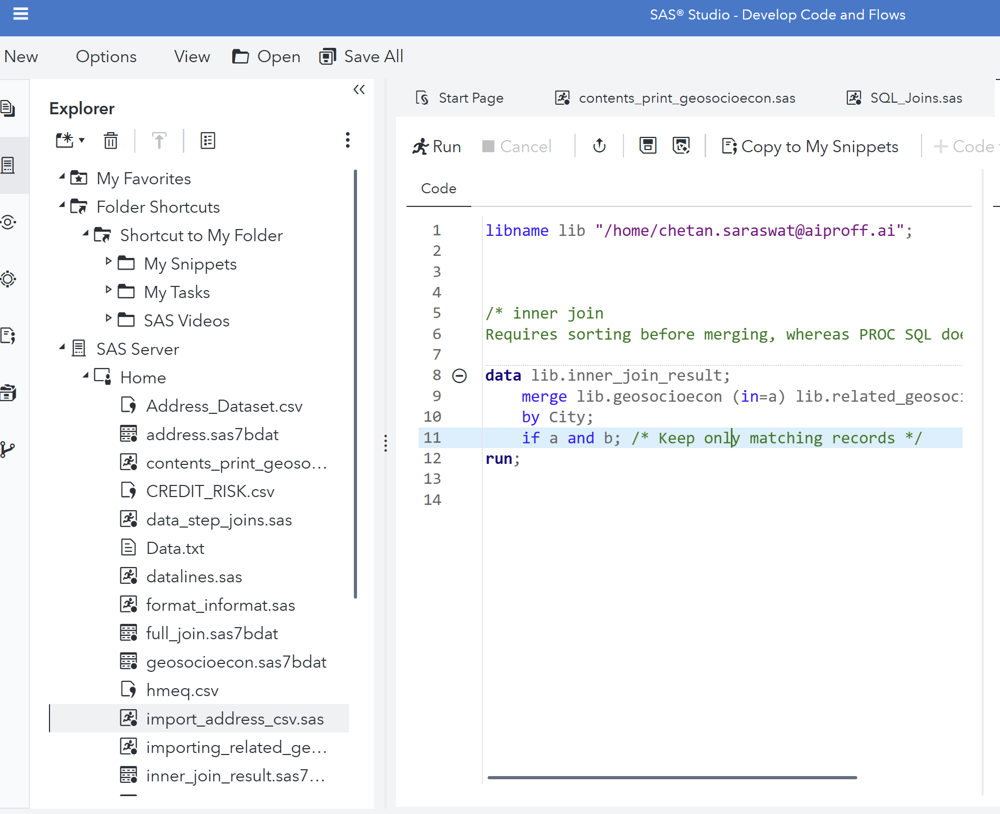 SAS® Studio - Develop Code and Flows
New Options View Open Save All
Explorer
My Favorites
Folder Shortcuts
Shortcut to My Folder
My Snippets
My Tasks
SAS Videos
SAS Server
Home
Address_Dataset.csv
address.sas7bdat
contents_print_geoso...
CREDIT_RISK.csv
data_step_joins.sas
Data.txt
datalines.sas
format_informat.sas
full_join.sas7bdat
geosocioecon.sas7bdat
hmeq.csv
import_address_csv.sas
importing_related_ge...
inner_join_result.sas7...
Start Page contents_print_geosocioecon.sas SQL_Joins.sas
Run Cancel Copy to My Snippets Code
Code
1 libname lib "/home/chetan.saraswat@aiproff.ai";
2
3
4
5 /* inner join
6 Requires sorting before merging, whereas PROC SQL
7
8 data lib.inner_join_result;
9 merge lib.geosocioecon (in=a) lib.related_geosoci
10 by City;
11 if a and b; /* Keep only matching records */
12 run;
13
14